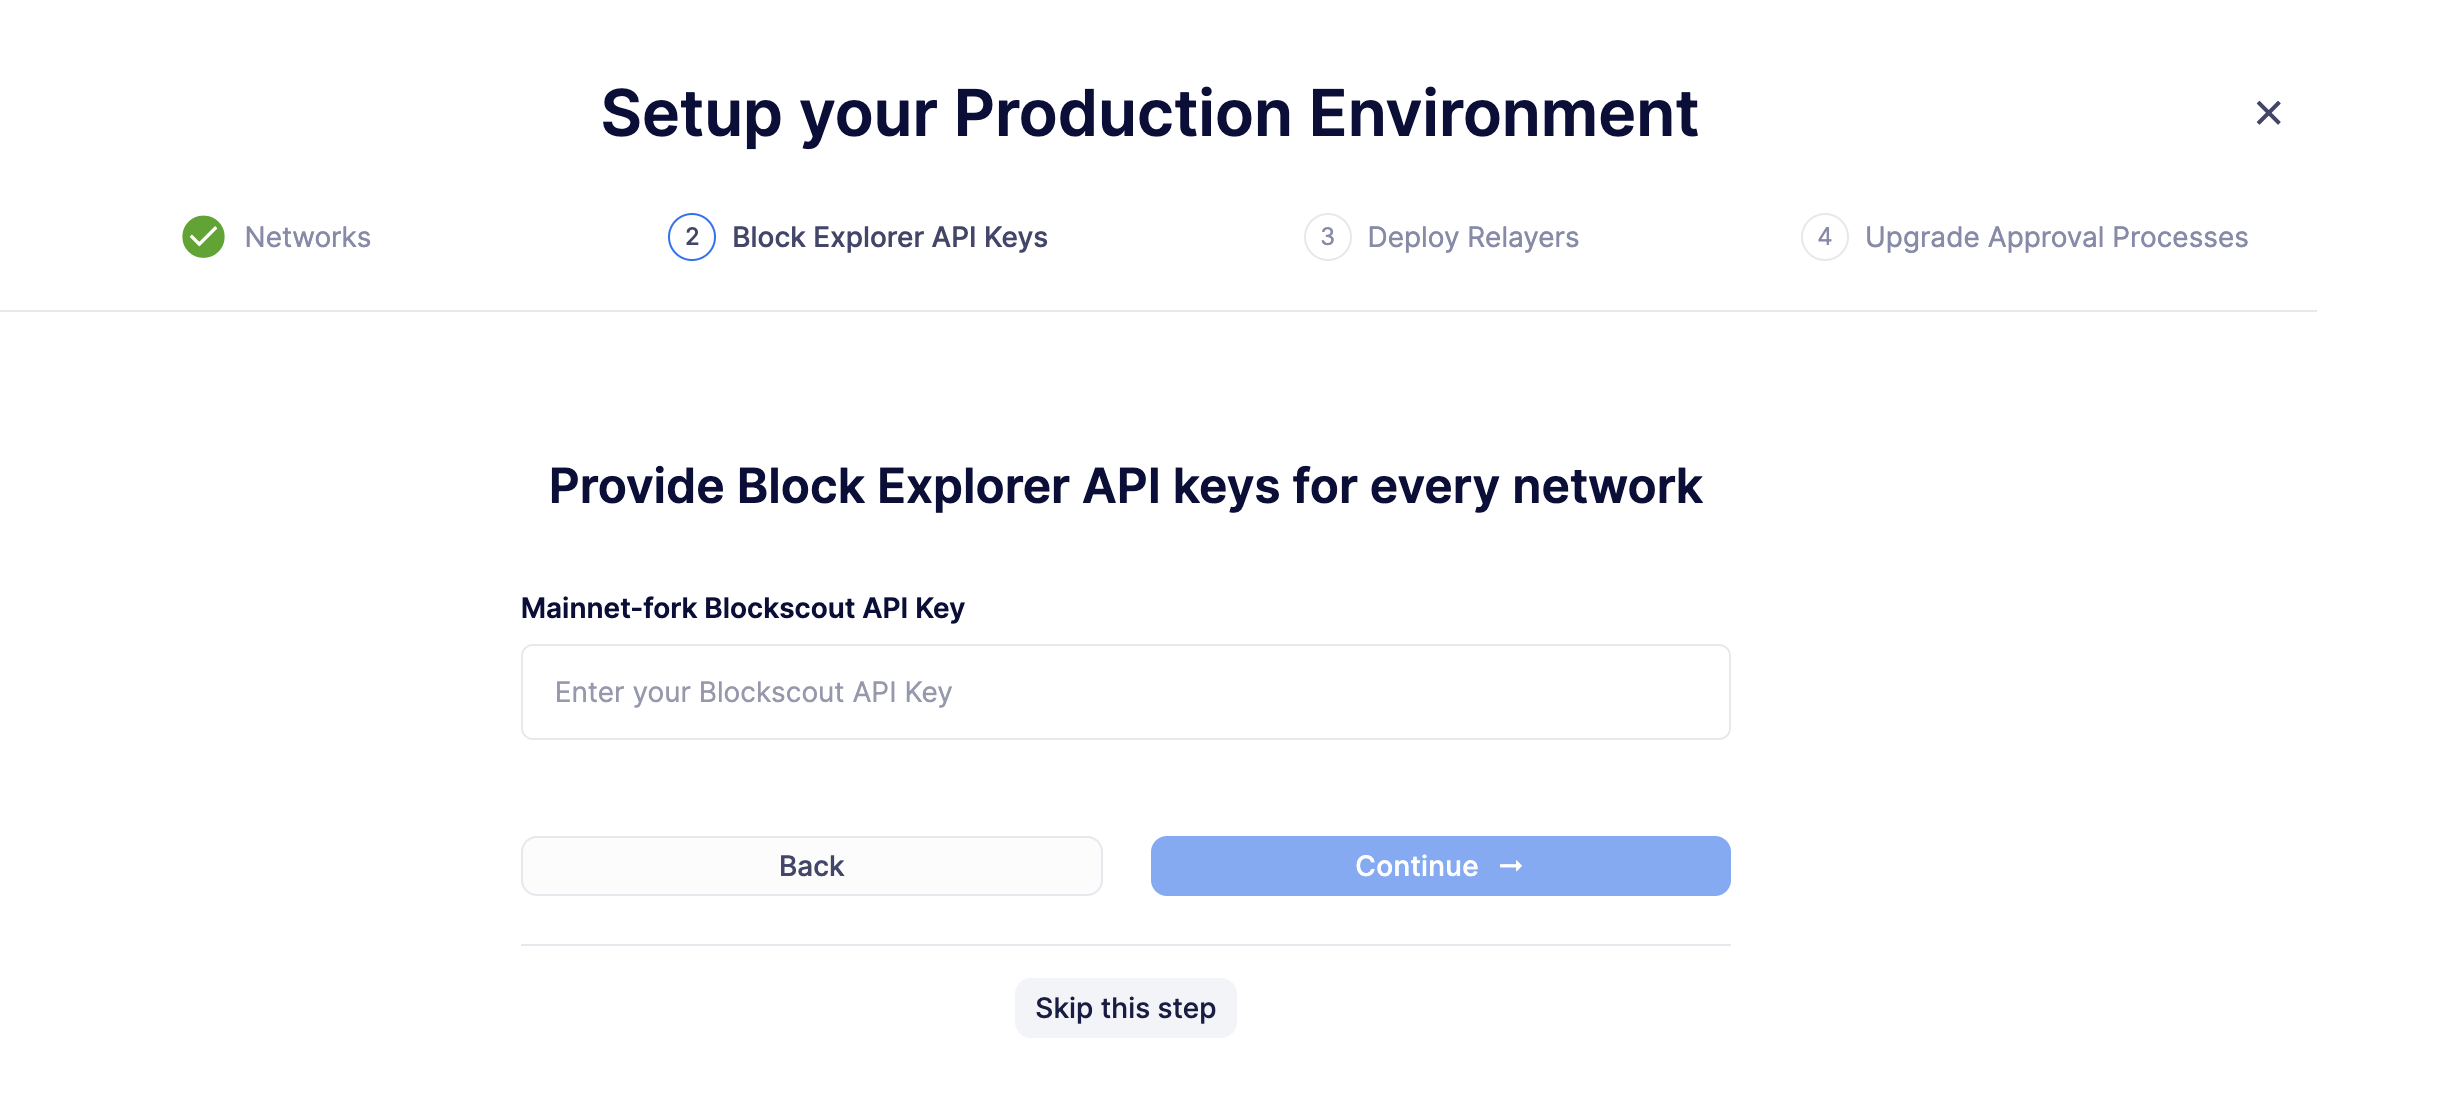 Setup your Production Environment
Networks
2 Block Explorer API Keys
3 Deploy Relayers
4 Upgrade Approval Processes
Provide Block Explorer API keys for every network
Mainnet-fork Blockscout API Key
Enter your Blockscout API Key
Back
Continue →
Skip this step